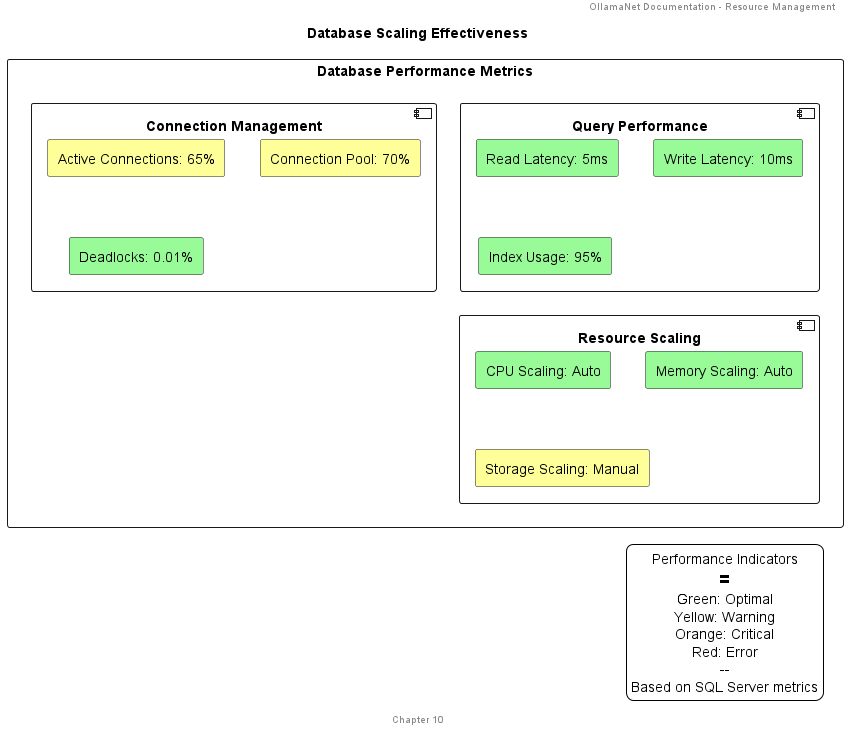 OllamaNet Documentation - Resource Management
Database Scaling Effectiveness
Database Performance Metrics
Connection Management
Active Connections: 65%
Connection Pool: 70%
Deadlocks: 0.01%
Query Performance
Read Latency: 5ms
Write Latency: 10ms
Index Usage: 95%
Resource Scaling
CPU Scaling: Auto
Memory Scaling: Auto
Storage Scaling: Manual
Performance Indicators
=
Green: Optimal
Yellow: Warning
Orange: Critical
Red: Error
--
Based on SQL Server metrics
Chapter 10